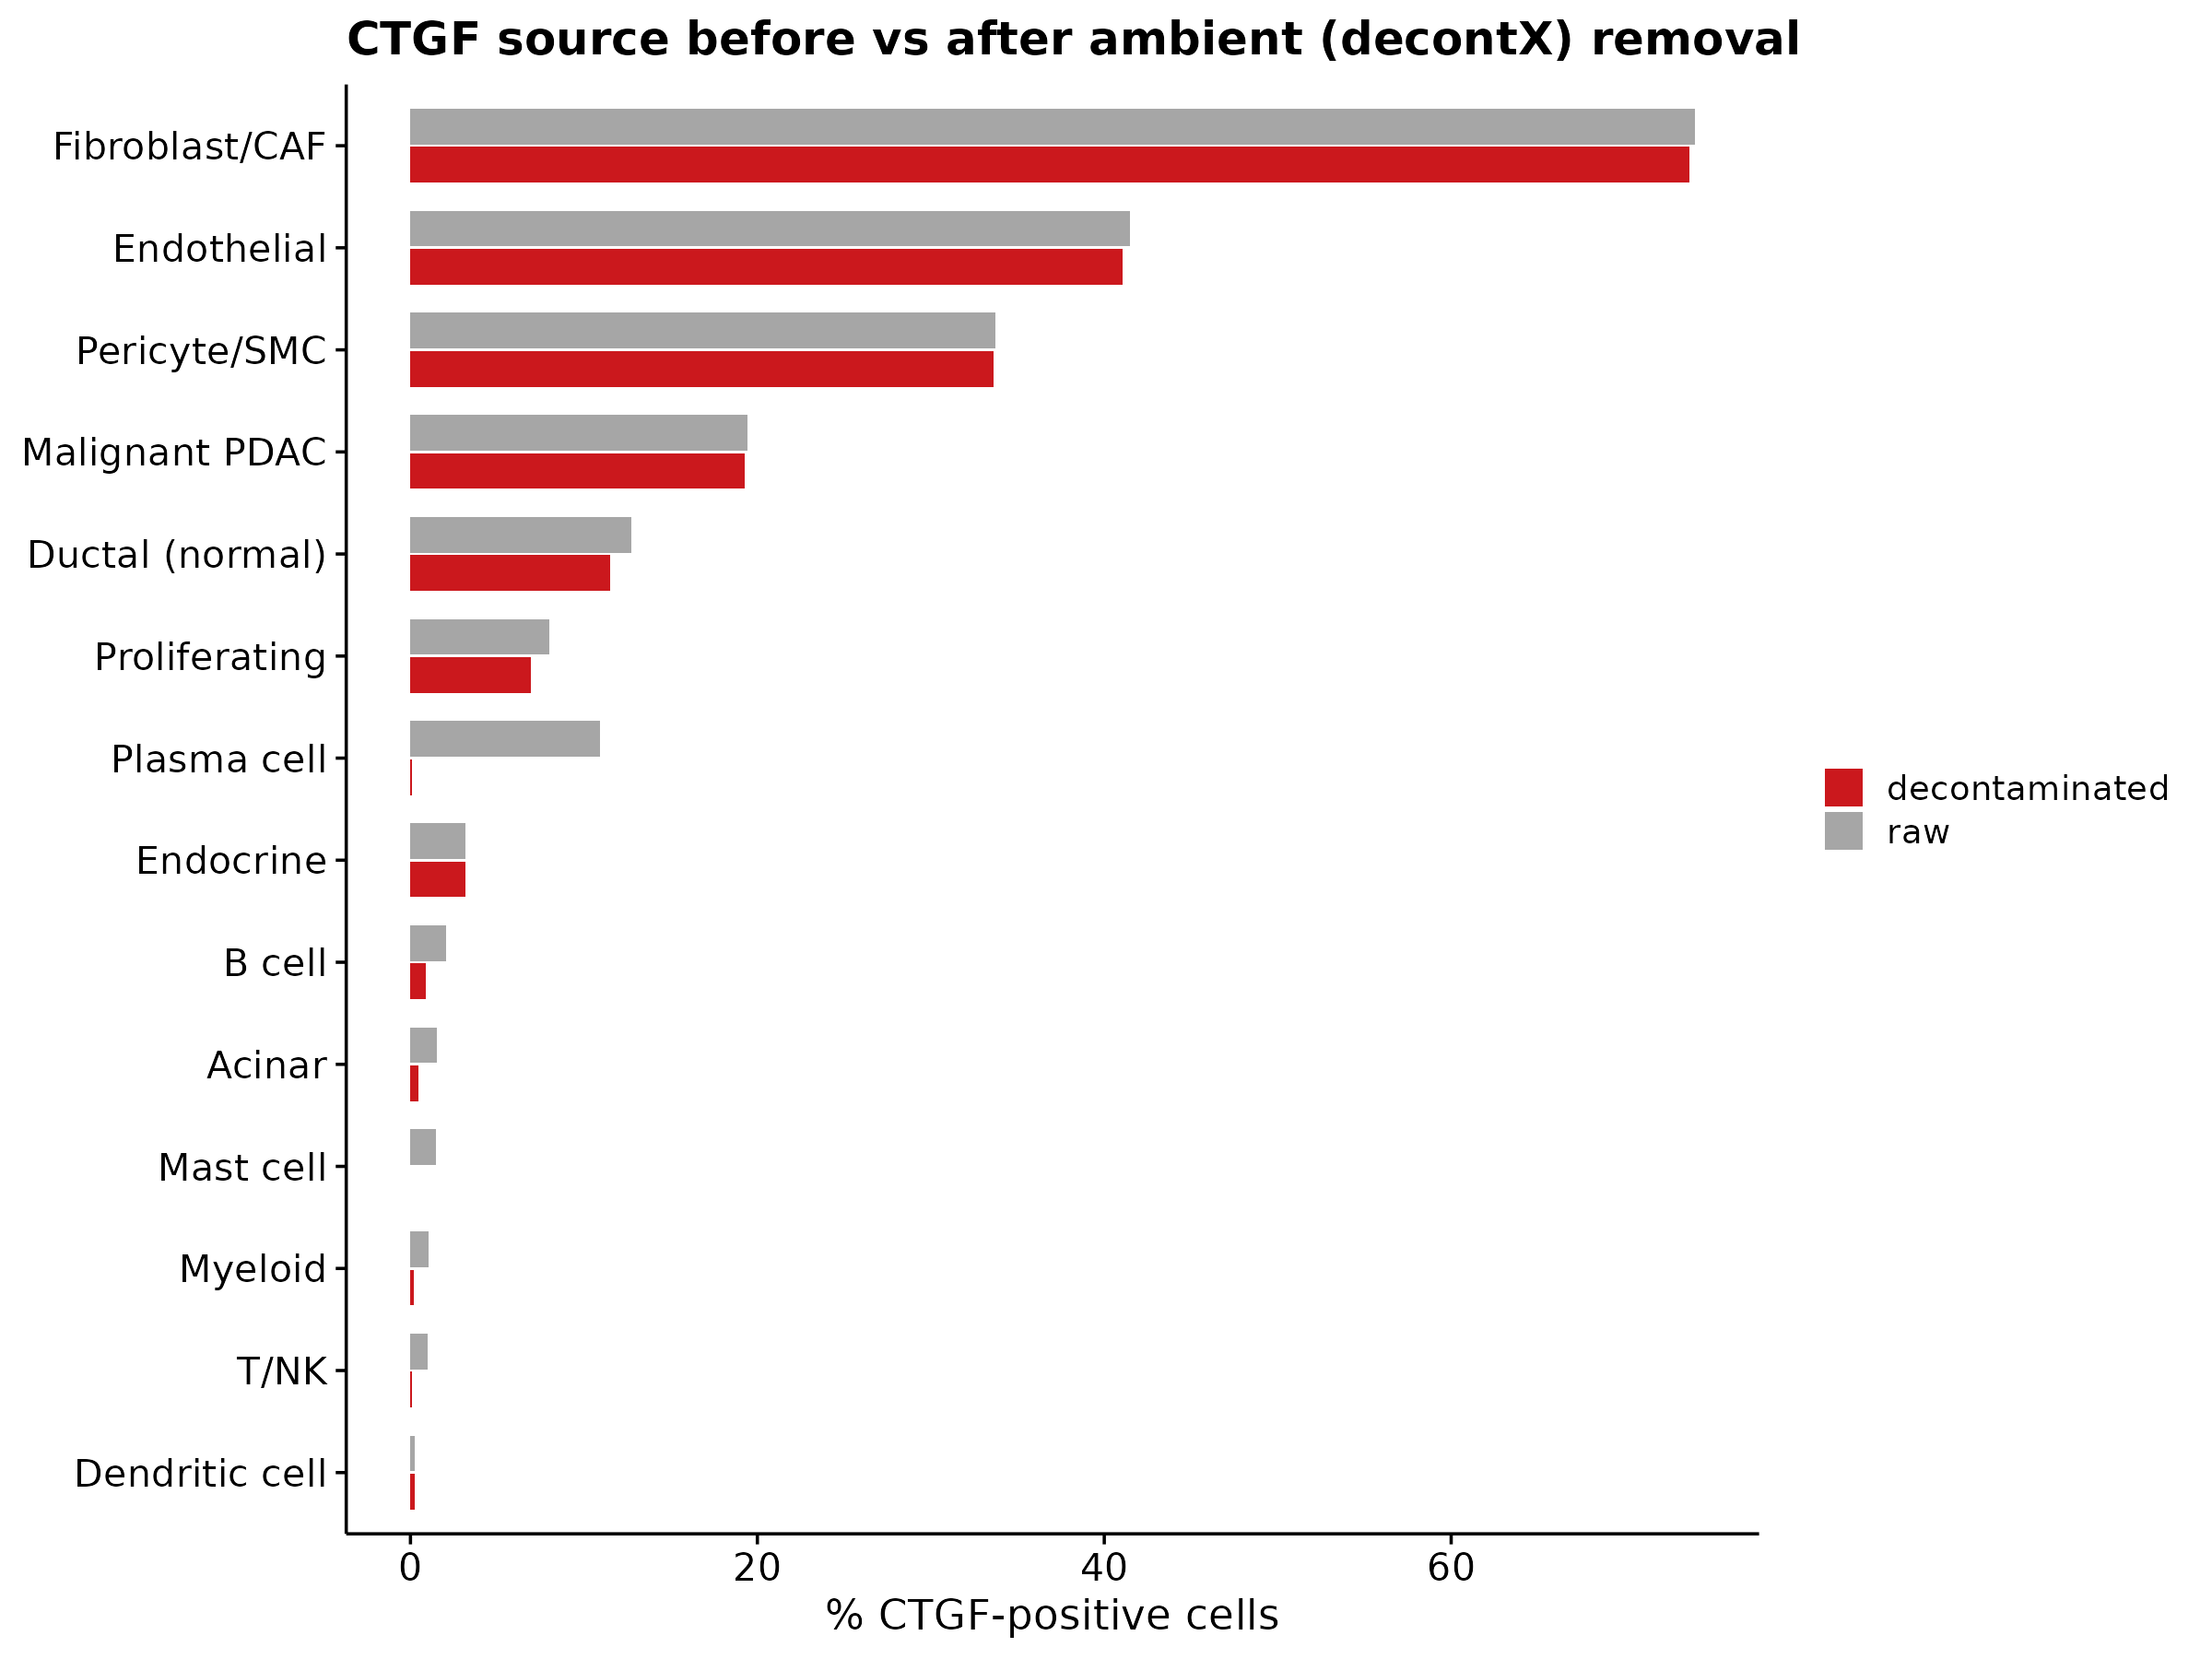 CTGF source before vs after ambient (decontX) removal
Fibroblast/CAF
Endothelial
Pericyte/SMC
Malignant PDAC
Ductal (normal)
Proliferating
Plasma cell
Endocrine
B cell
Acinar
Mast cell
Myeloid
T/NK
Dendritic cell
decontaminated
raw
0 20 40 60
% CTGF-positive cells